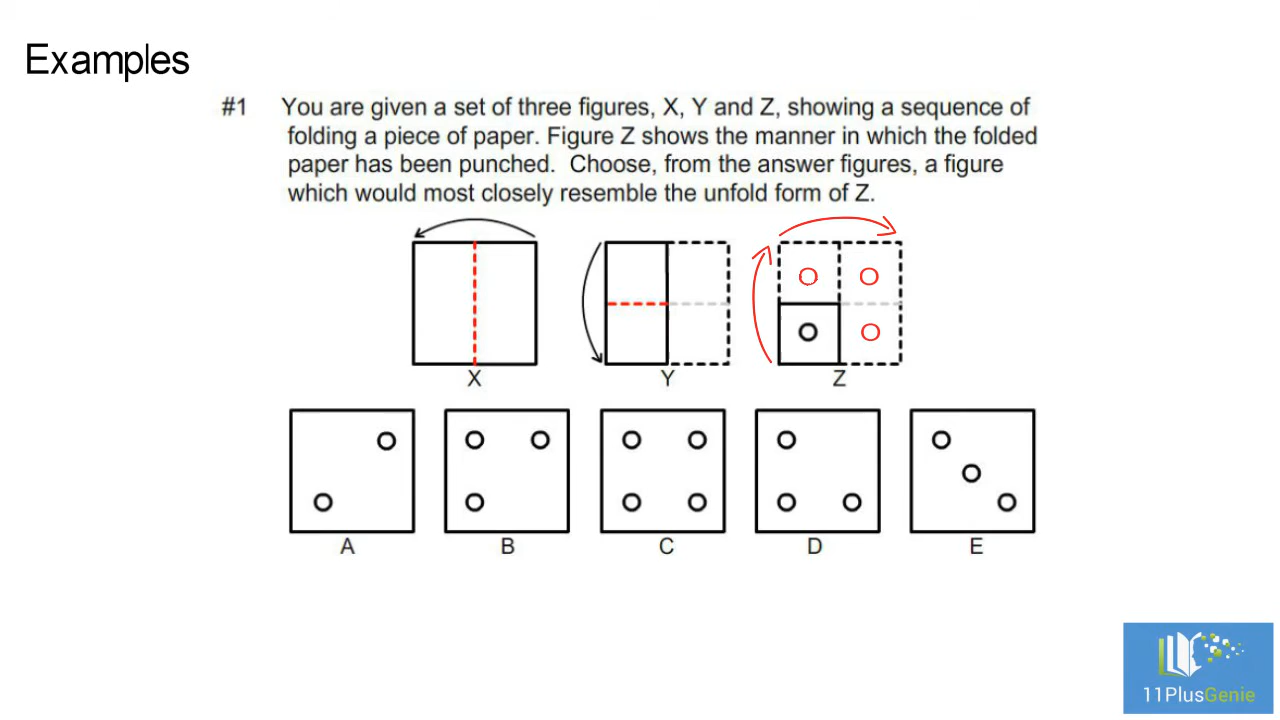 Examples
#1 You are given a set of three figures, X, Y and Z, showing a sequence of
folding a piece of paper. Figure Z shows the manner in which the folded
paper has been punched. Choose, from the answer figures, a figure
which would most closely resemble the unfold form of Z.
X Y Z
A B C D E
11PlusGenie